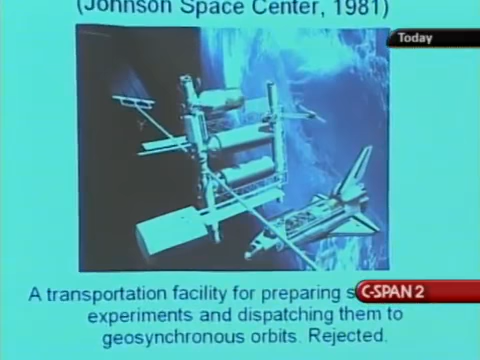 (Johnson Space Center, 1981)
Today
A transportation facility for preparing
C-SPAN 2
experiments and dispatching them to
geosynchronous orbits. Rejected.